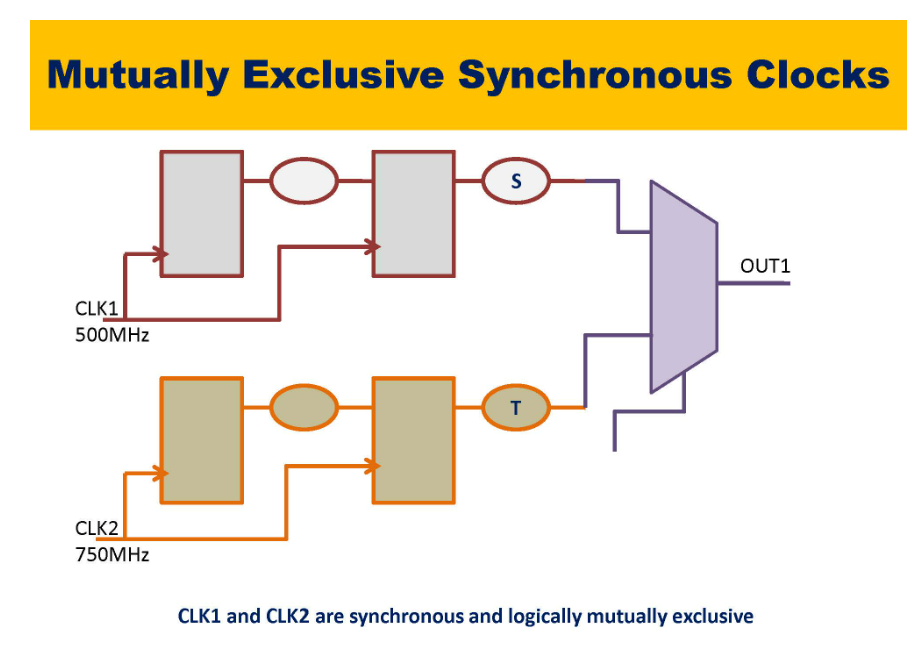 Mutually Exclusive Synchronous Clocks
S
OUT1
CLK1
500MHz
T
CLK2
750MHz
CLK1 and CLK2 are synchronous and logically mutually exclusive